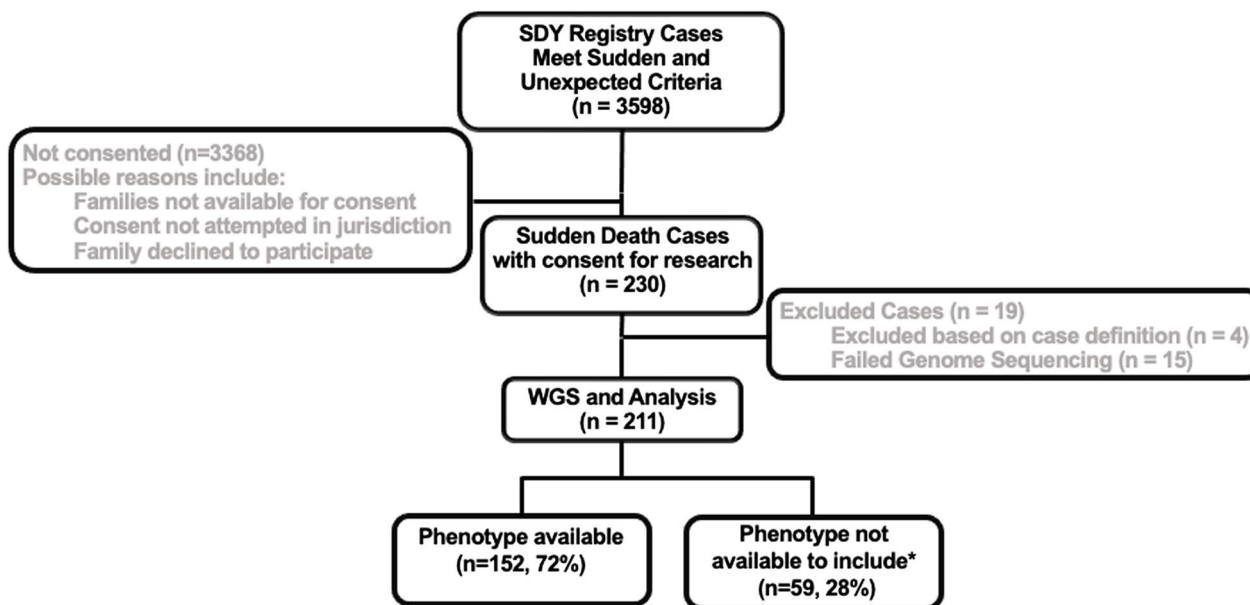 SDY Registry Cases
Meet Sudden and
Unexpected Criteria
(n = 3598)
Not consented (n=3368)
Possible reasons include:
Families not available for consent
Consent not attempted in jurisdiction
Family declined to participate
Sudden Death Cases
with consent for research
(n = 230)
Excluded Cases (n = 19)
Excluded based on case definition (n = 4)
Failed Genome Sequencing (n = 15)
WGS and Analysis
(n = 211)
Phenotype available
(n=152, 72%)
Phenotype not
available to include*
(n=59, 28%)